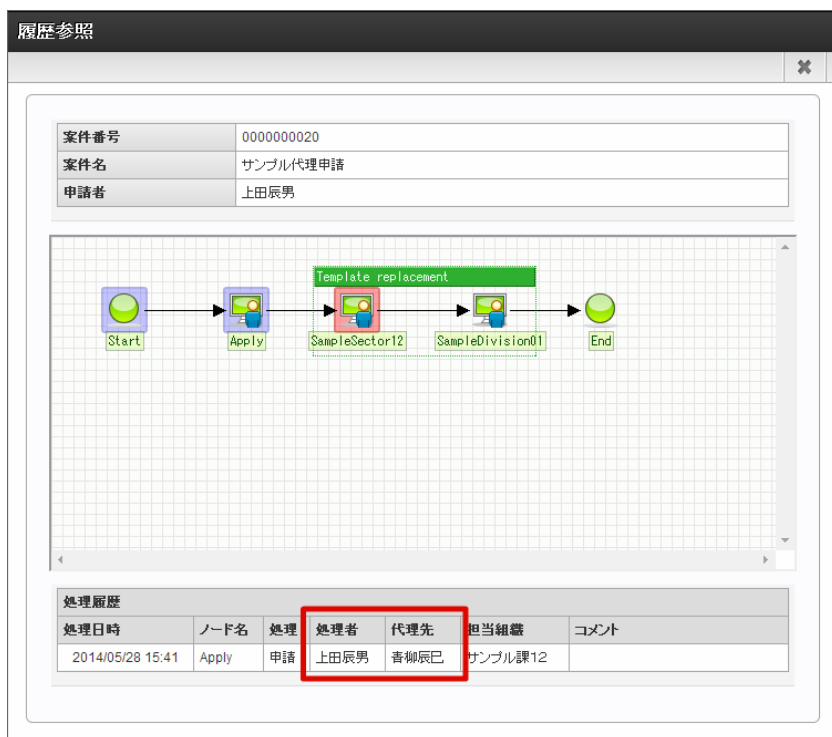 履歴参照
案件番号 0000000020
案件名 サンプル代理申請
申請者 上田辰男
Template replacement
Start Apply SampleSector12 SampleDivision01 End
処理履歴
処理日時 ノード名 処理 処理者 代理先 担当組織 コメント
2014/05/28 15:41 Apply 申請 上田辰男 青柳辰巳 サンプル課12